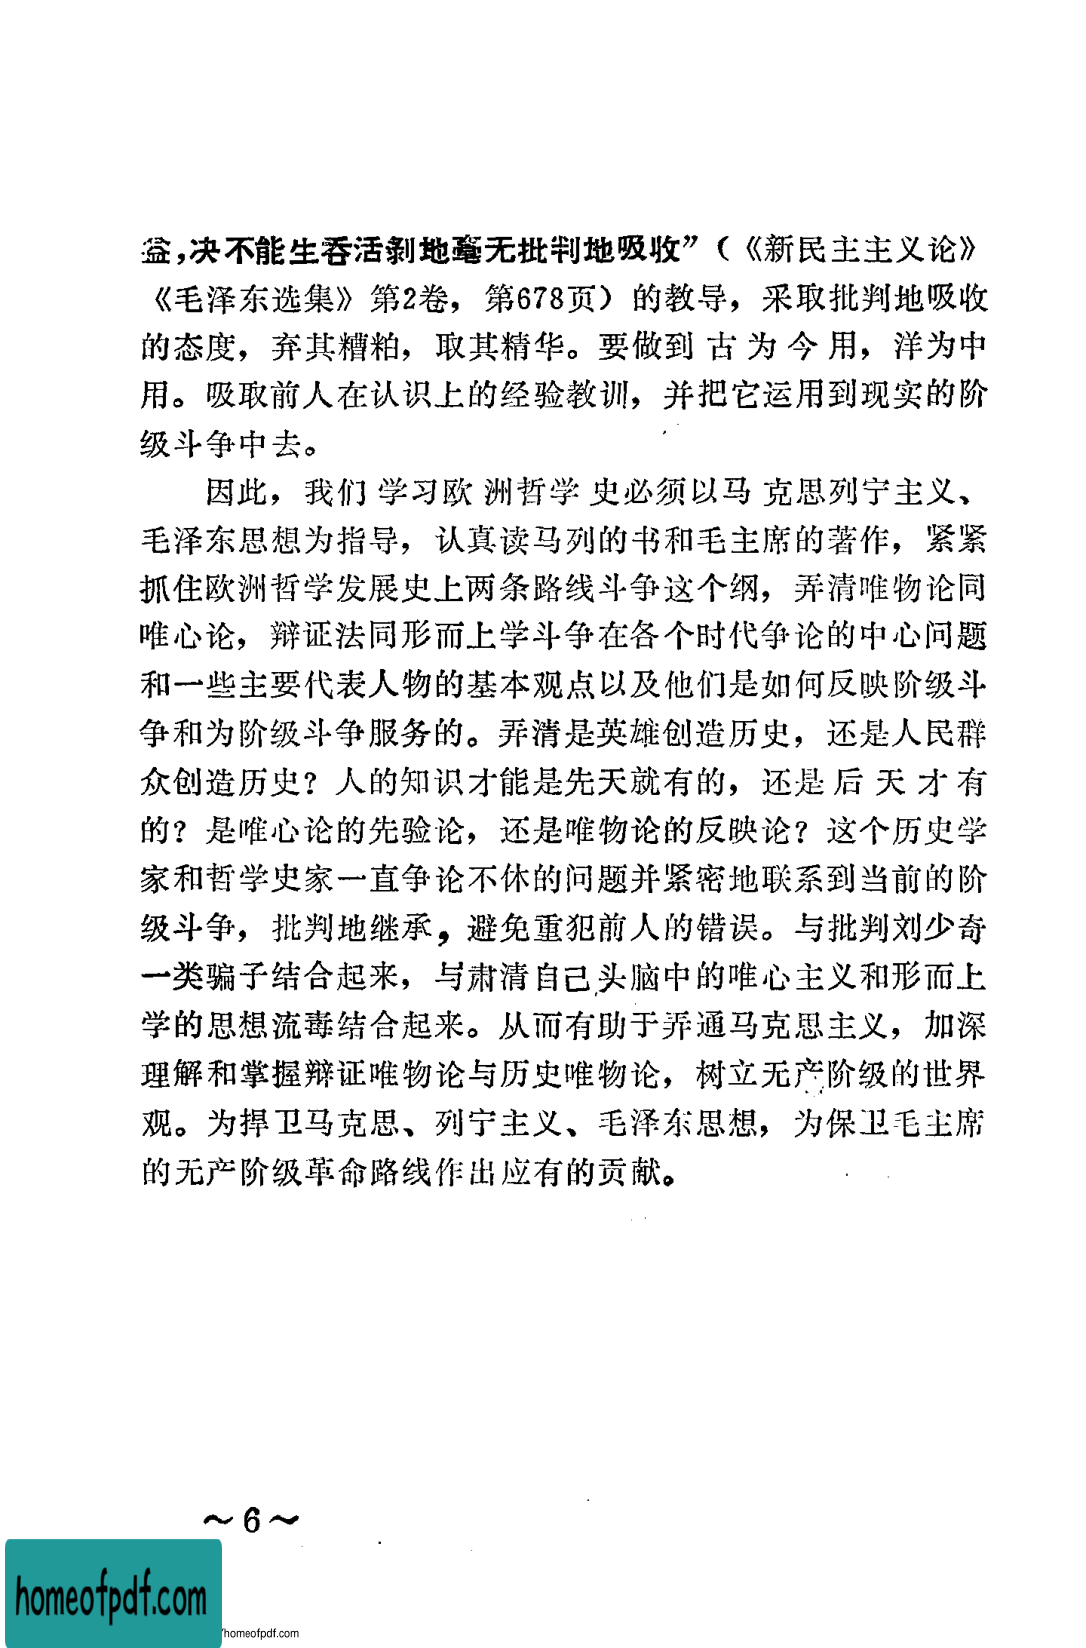 益，决不能生吞活剥地毫无批判地吸收”（《新民主主义论》
《毛泽东选集》第2卷，第678页）的教导，采取批判地吸收
的态度，弃其糟粕，取其精华。要做到古为今用，洋为中
用。吸取前人在认识上的经验教训，并把它运用到现实的阶
级斗争中去。
因此，我们学习欧洲哲学史必须以马克思列宁主义、
毛泽东思想为指导，认真读马列的书和毛主席的著作，紧紧
抓住欧洲哲学发展史上两条路线斗争这个纲，弄清唯物论同
唯心论，辩证法同形而上学斗争在各个时代争论的中心问题
和一些主要代表人物的基本观点以及他们是如何反映阶级斗
争和为阶级斗争服务的。弄清是英雄创造历史，还是人民群
众创造历史？人的知识才能是先天就有的，还是后天才有
的？是唯心论的先验论，还是唯物论的反映论？这个历史学
家和哲学史家一直争论不休的问题并紧密地联系到当前的阶
级斗争，批判地继承，避免重犯前人的错误。与批判刘少奇
一类骗子结合起来，与肃清自己头脑中的唯心主义和形而上
学的思想流毒结合起来。从而有助于弄通马克思主义，加深
理解和掌握辩证唯物论与历史唯物论，树立无产阶级的世界
观。为捍卫马克思、列宁主义、毛泽东思想，为保卫毛主席
的无产阶级革命路线作出应有的贡献。
～6～
homeofpdf.com
/homeofpdf.com